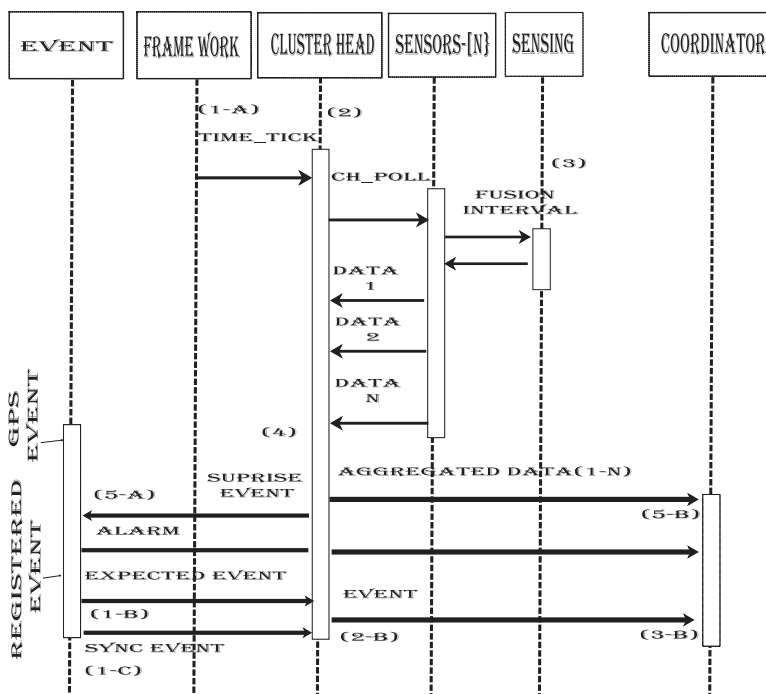 EVENT
FRAME WORK
CLUSTER HEAD
SENSORS-[N}
SENSING
COORDINATOR
(1-A)
(2)
TIME_TICK
(3)
CH_POLL
FUSION
INTERVAL
DATA
1
DATA
2
DATA
N
GPS
EVENT
(4)
SUPRISE
EVENT
AGGREGATED DATA(1-N)
(5-A)
(5-B)
ALARM
REGISTERED
EVENT
EXPECTED EVENT
EVENT
(1-B)
(2-B)
(3-B)
SYNC EVENT
(1-C)